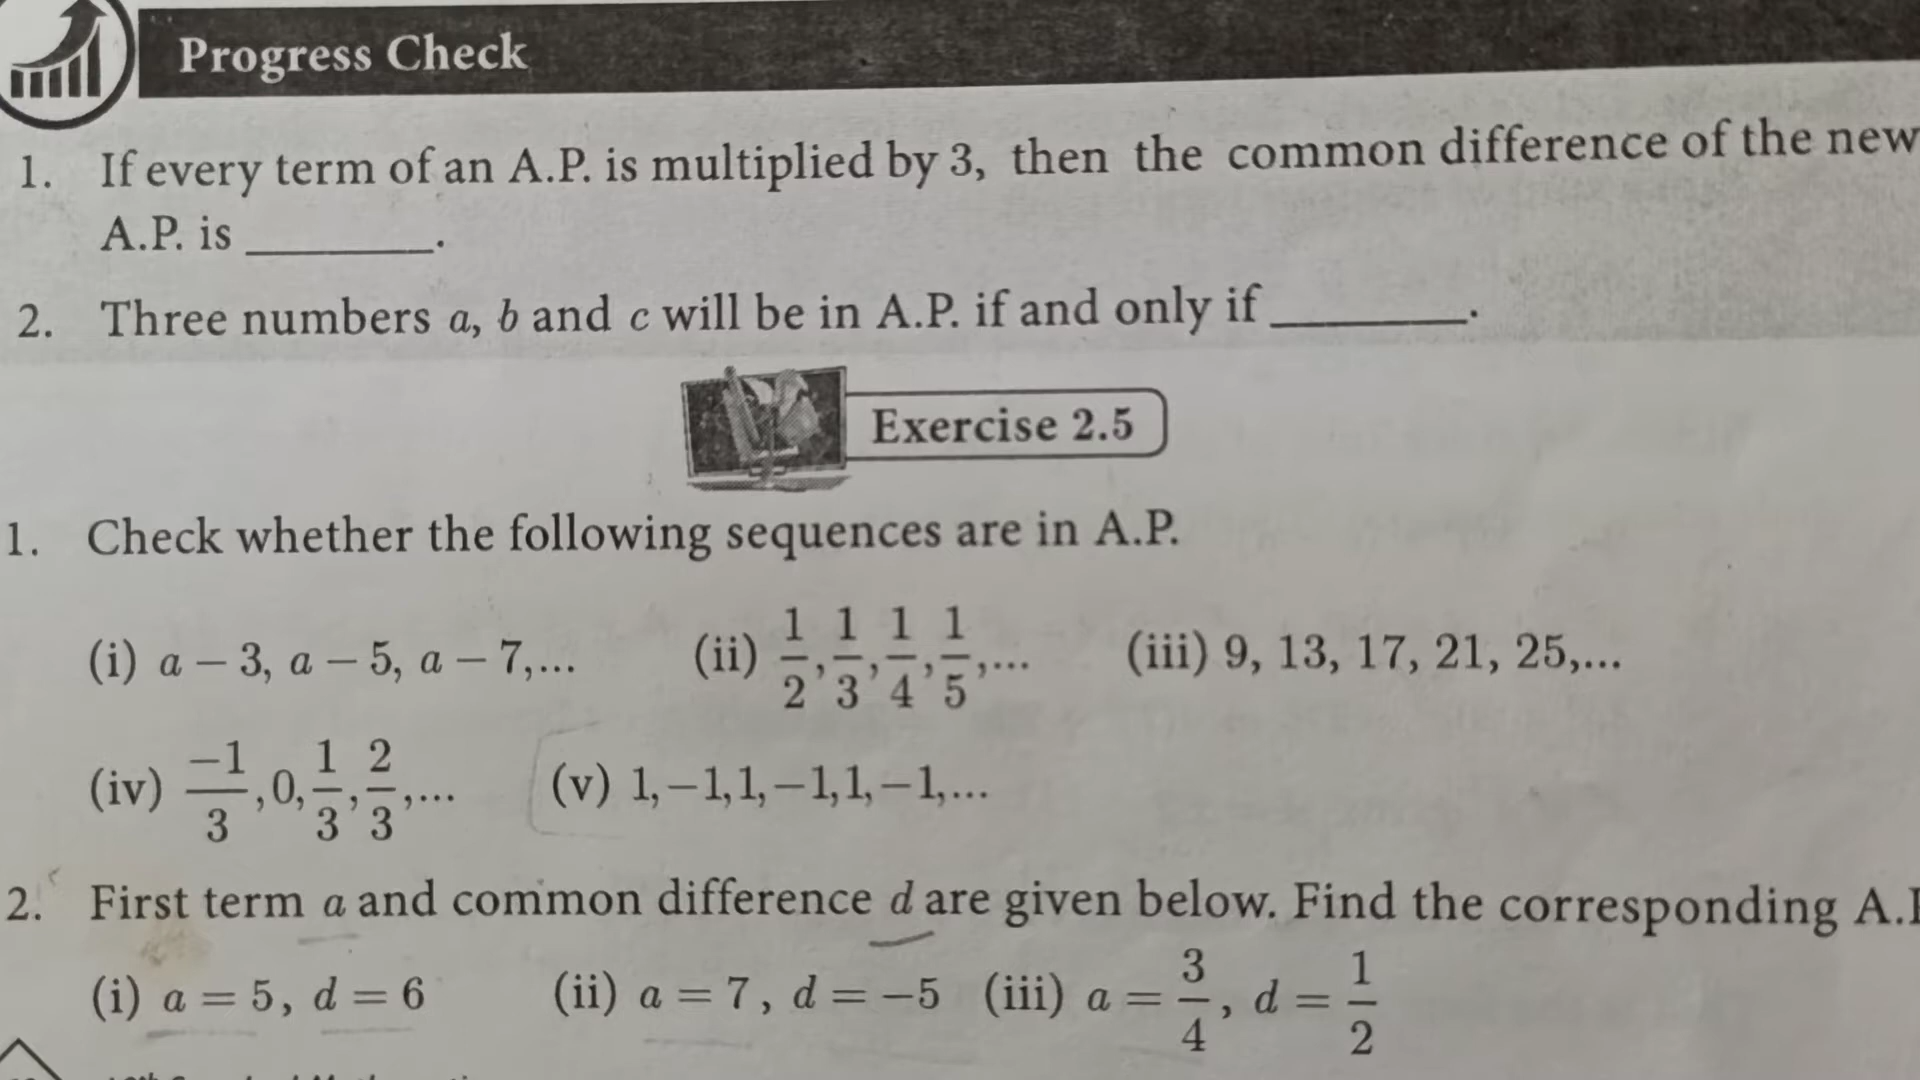 Progress Check
1. If every term of an A.P. is multiplied by 3, then the common difference of the new
A.P. is ________.
2. Three numbers a, b and c will be in A.P. if and only if ________.
Exercise 2.5
1. Check whether the following sequences are in A.P.
(i) a − 3, a − 5, a − 7,... (ii) 1/2, 1/3, 1/4, 1/5,... (iii) 9, 13, 17, 21, 25,...
(iv) −1/3, 0, 1/3, 2/3,... (v) 1, −1, 1, −1, 1, −1,...
2. First term a and common difference d are given below. Find the corresponding A.
(i) a = 5, d = 6 (ii) a = 7, d = −5 (iii) a = 3/4, d = 1/2